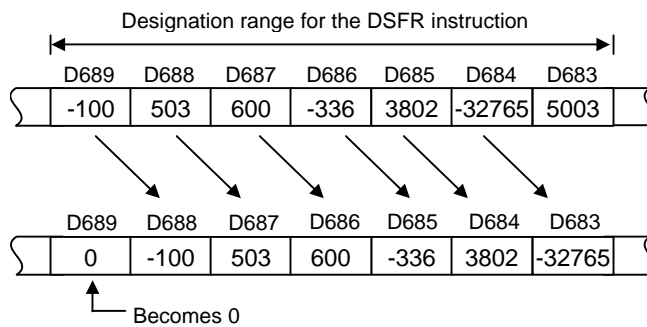 Designation range for the DSFR instruction
D689 D688 D687 D686 D685 D684 D683
-100 503 600 -336 3802 -32765 5003
D689 D688 D687 D686 D685 D684 D683
0 -100 503 600 -336 3802 -32765
Becomes 0